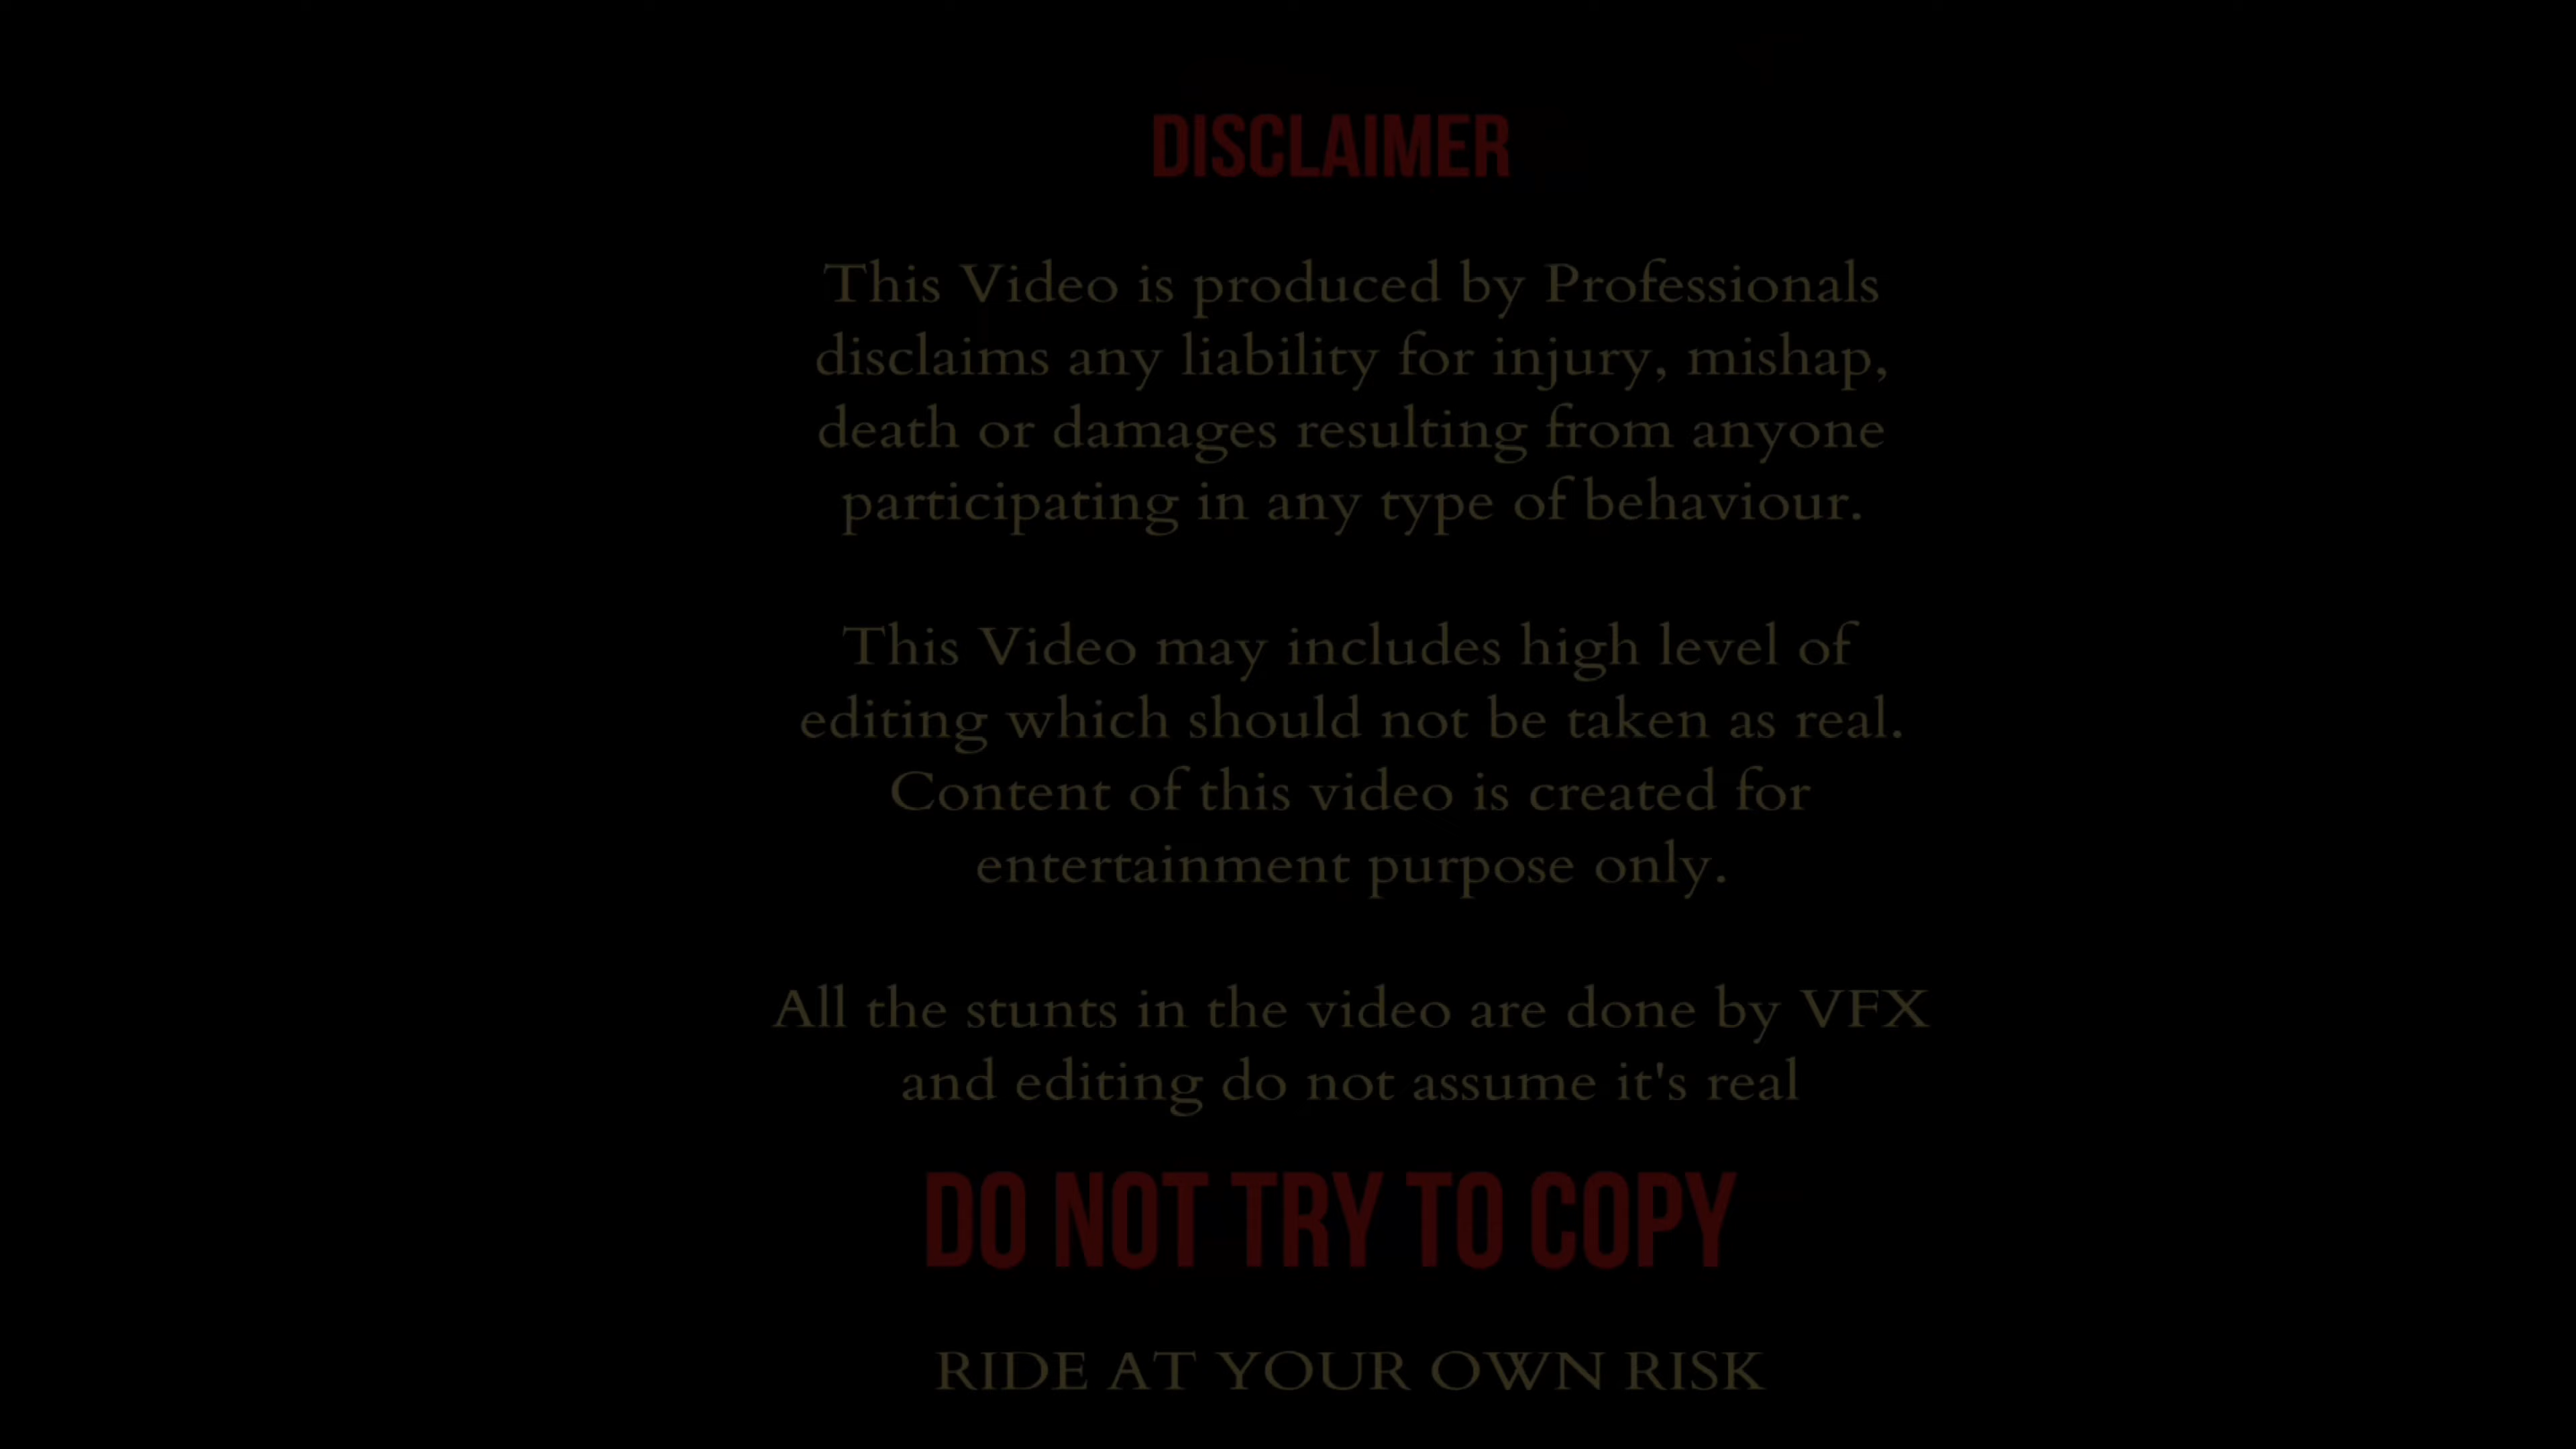 DISCLAIMER
This Video is produced by Professionals
disclaims any liability for injury, mishap,
death or damages resulting from anyone
participating in any type of behaviour.
This Video may includes high level of
editing which should not be taken as real.
Content of this video is created for
entertainment purpose only.
All the stunts in the video are done by VFX
and editing do not assume it's real
DO NOT TRY TO COPY
RIDE AT YOUR OWN RISK